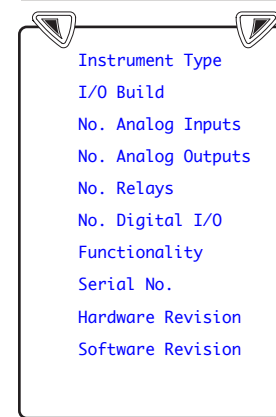 Instrument Type
I/O Build
No. Analog Inputs
No. Analog Outputs
No. Relays
No. Digital I/O
Functionality
Serial No.
Hardware Revision
Software Revision